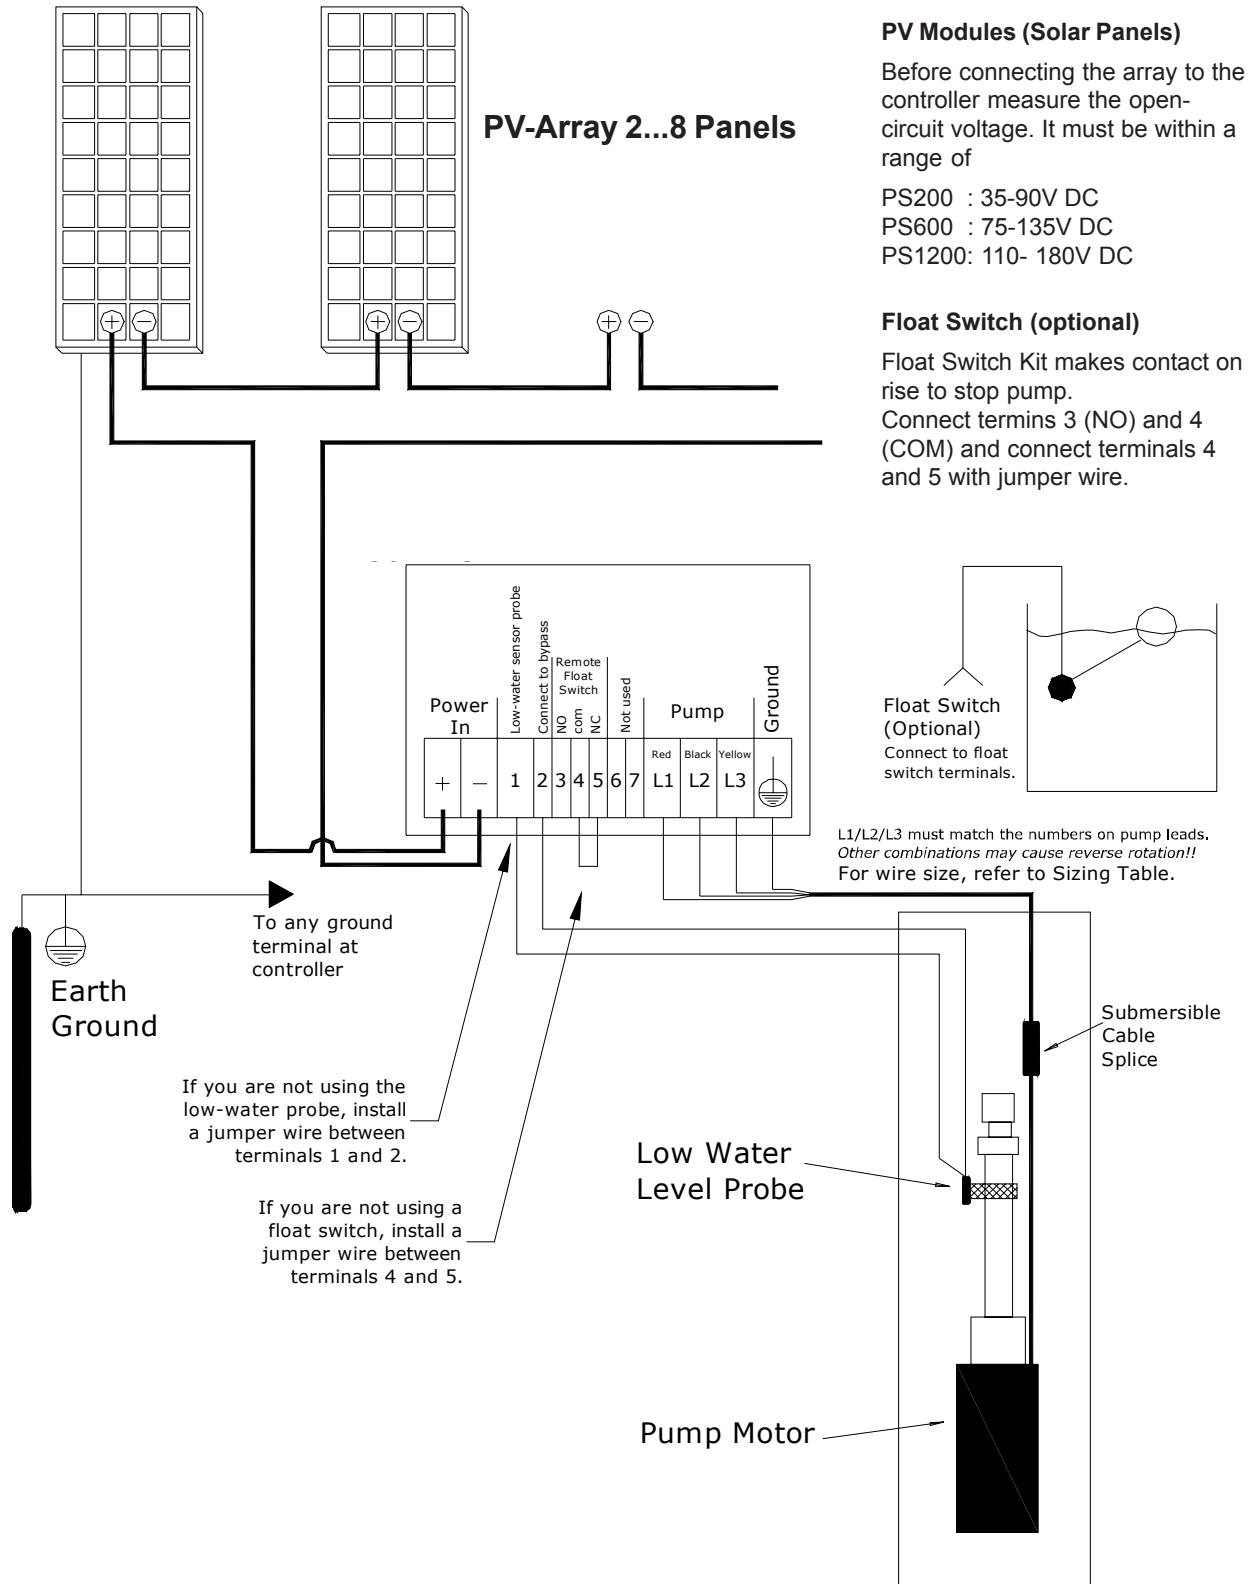 PV Modules (Solar Panels)
Before connecting the array to the
controller measure the open-
circuit voltage. It must be within a
range of
PS200 : 35-90V DC
PS600 : 75-135V DC
PS1200: 110- 180V DC
PV-Array 2...8 Panels
+ −
+ −
+ −
Float Switch (optional)
Float Switch Kit makes contact on
rise to stop pump.
Connect termins 3 (NO) and 4
(COM) and connect terminals 4
and 5 with jumper wire.
Power
In
Low-water sensor probe
Connect to bypass
Remote
Float
Switch
NO
com
NC
Not used
Pump
Ground
Red
Black
Yellow
+ − 1 2 3 4 5 6 7 L1 L2 L3
Float Switch
(Optional)
Connect to float
switch terminals.
L1/L2/L3 must match the numbers on pump leads.
Other combinations may cause reverse rotation!!
For wire size, refer to Sizing Table.
To any ground
terminal at
controller
Earth
Ground
Submersible
Cable
Splice
If you are not using the
low-water probe, install
a jumper wire between
terminals 1 and 2.
Low Water
Level Probe
If you are not using a
float switch, install a
jumper wire between
terminals 4 and 5.
Pump Motor